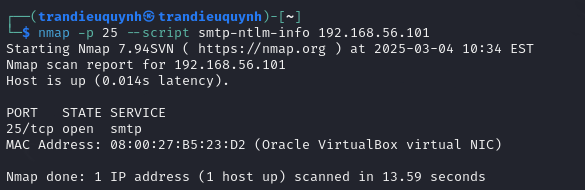 ┌──(trandieuquynh㉿trandieuquynh)-[~]
└─$ nmap -p 25 --script smtp-ntlm-info 192.168.56.101
Starting Nmap 7.94SVN ( https://nmap.org ) at 2025-03-04 10:34 EST
Nmap scan report for 192.168.56.101
Host is up (0.014s latency).

PORT   STATE SERVICE
25/tcp open  smtp
MAC Address: 08:00:27:B5:23:D2 (Oracle VirtualBox virtual NIC)

Nmap done: 1 IP address (1 host up) scanned in 13.59 seconds